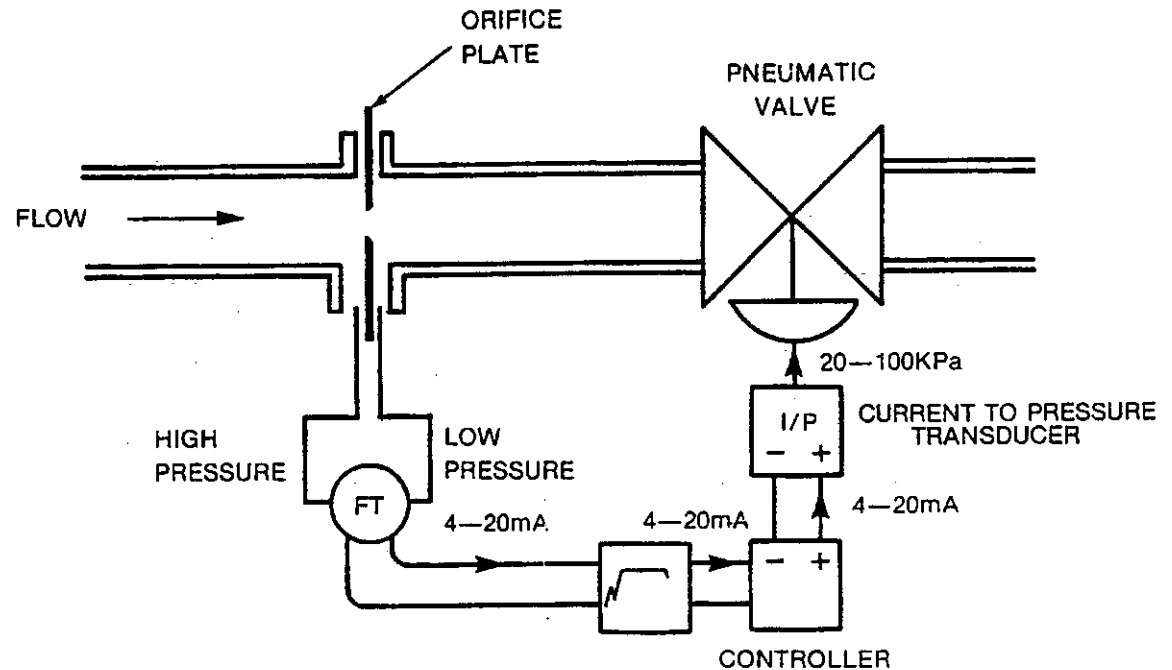 ORIFICE
PLATE
PNEUMATIC
VALVE
FLOW
20—100KPa
I/P
- +
CURRENT TO PRESSURE
TRANSDUCER
HIGH
PRESSURE
LOW
PRESSURE
FT
4—20mA
4—20mA
4—20mA
- +
√
CONTROLLER